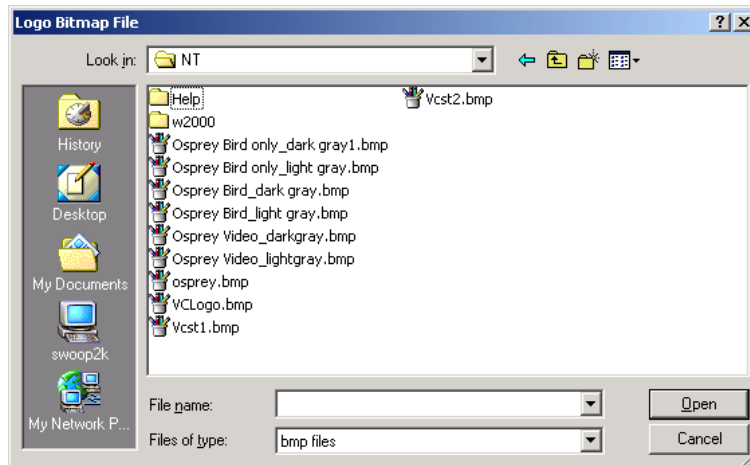 Logo Bitmap File
Look in:
NT
History
Desktop
My Documents
swoop2k
My Network P...
Help
w2000
Osprey Bird only_dark gray1.bmp
Osprey Bird only_light gray.bmp
Osprey Bird_dark gray.bmp
Osprey Bird_light gray.bmp
Osprey Video_darkgray.bmp
Osprey Video_lightgray.bmp
osprey.bmp
VCLogo.bmp
Vcst1.bmp
Vcst2.bmp
File name:
Open
Files of type:
bmp files
Cancel